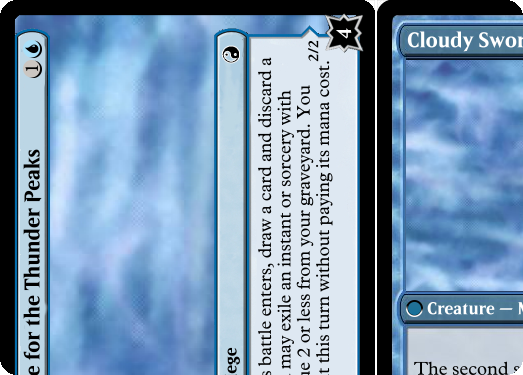 e for the Thunder Peaks
1
ege
s battle enters, draw a card and discard a
may exile an instant or sorcery with
ue 2 or less from your graveyard. You
t this turn without paying its mana cost.
2/2
4
Cloudy Swor
Creature — M
The second s